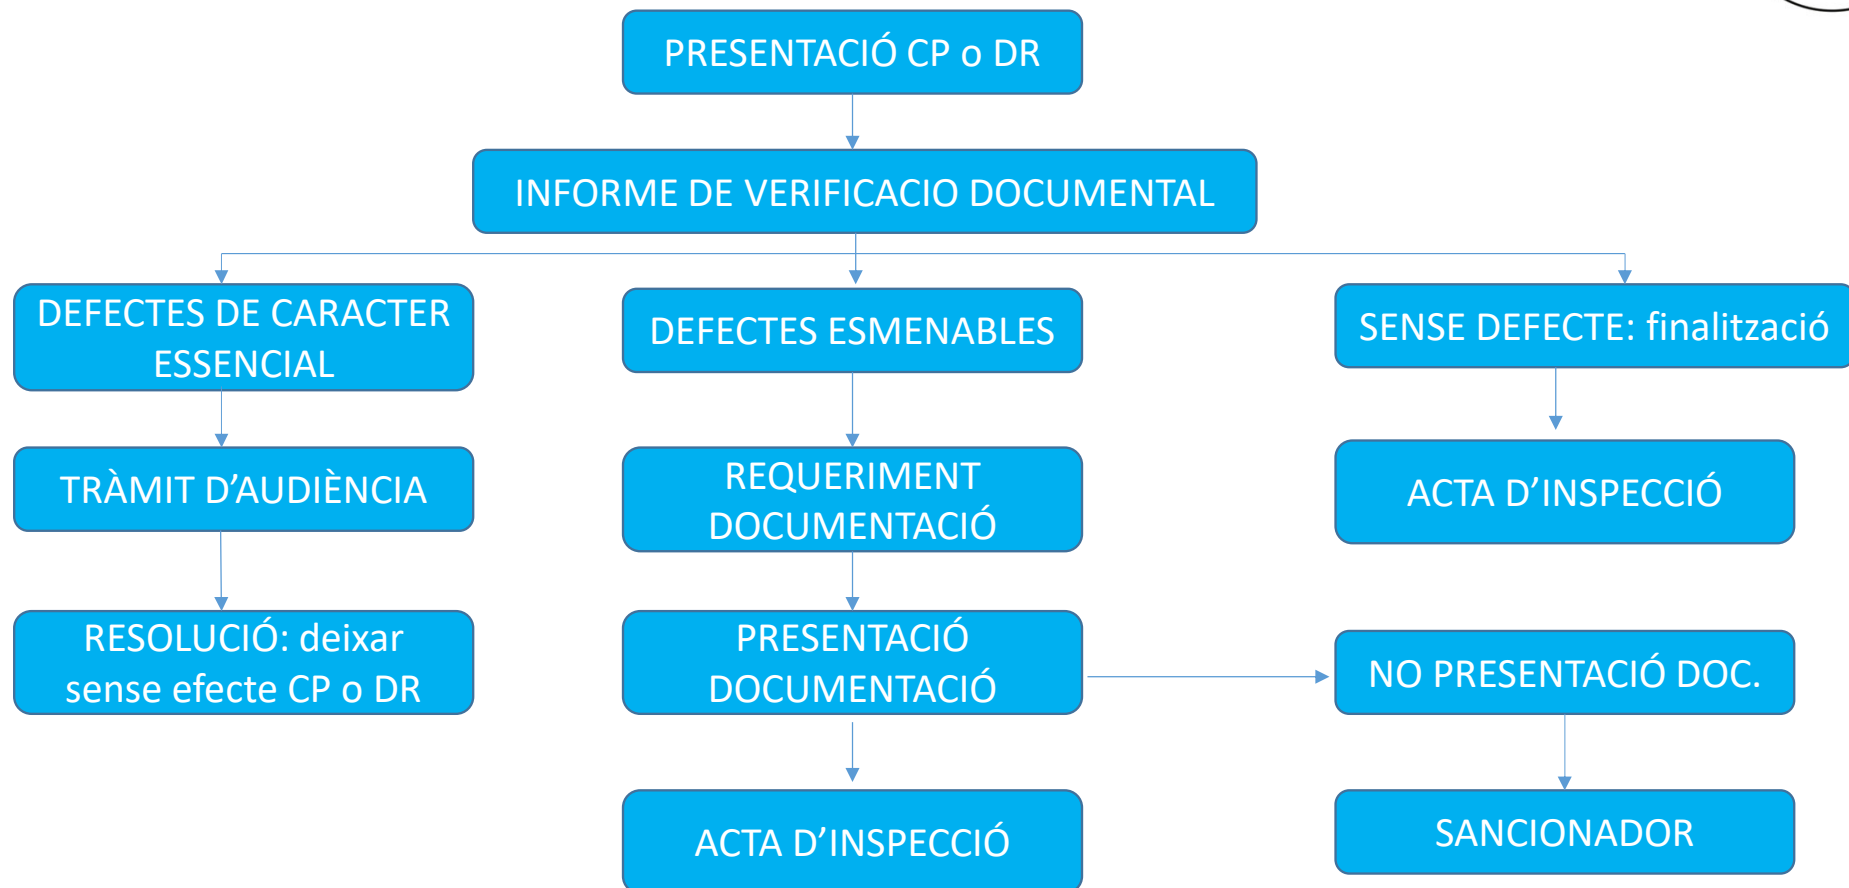 PRESENTACIÓ CP o DR
INFORME DE VERIFICACIO DOCUMENTAL
DEFECTES DE CARACTER
ESSENCIAL
DEFECTES ESMENABLES
SENSE DEFECTE: finalització
TRÀMIT D’AUDIÈNCIA
REQUERIMENT
DOCUMENTACIÓ
ACTA D’INSPECCIÓ
RESOLUCIÓ: deixar
sense efecte CP o DR
PRESENTACIÓ
DOCUMENTACIÓ
NO PRESENTACIÓ DOC.
ACTA D’INSPECCIÓ
SANCIONADOR